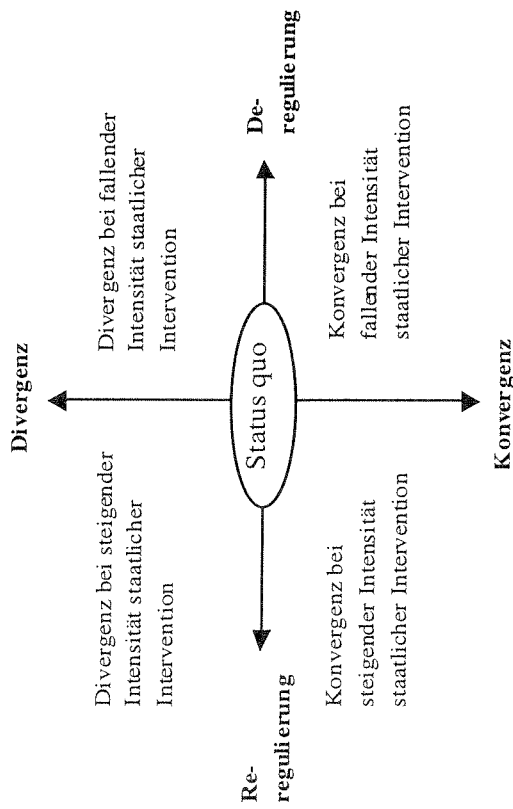 Divergenz
Divergenz bei steigender
Intensität staatlicher
Intervention
Divergenz bei fallender
Intensität staatlicher
Intervention
Re-
regulierung
Status quo
De-
regulierung
Konvergenz bei
steigender Intensität
staatlicher Intervention
Konvergenz bei
fallender Intensität
staatlicher Intervention
Konvergenz